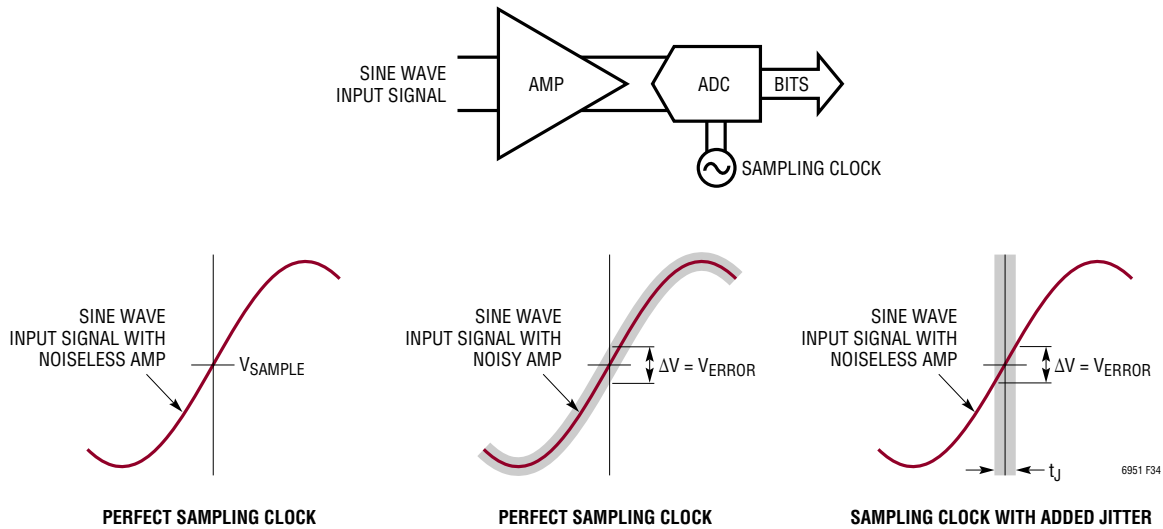 SINE WAVE
INPUT SIGNAL
AMP
ADC
BITS
SAMPLING CLOCK
SINE WAVE
INPUT SIGNAL WITH
NOISELESS AMP
VSAMPLE
PERFECT SAMPLING CLOCK
SINE WAVE
INPUT SIGNAL WITH
NOISY AMP
ΔV = VERROR
PERFECT SAMPLING CLOCK
SINE WAVE
INPUT SIGNAL WITH
NOISELESS AMP
ΔV = VERROR
tJ
6951 F34
SAMPLING CLOCK WITH ADDED JITTER